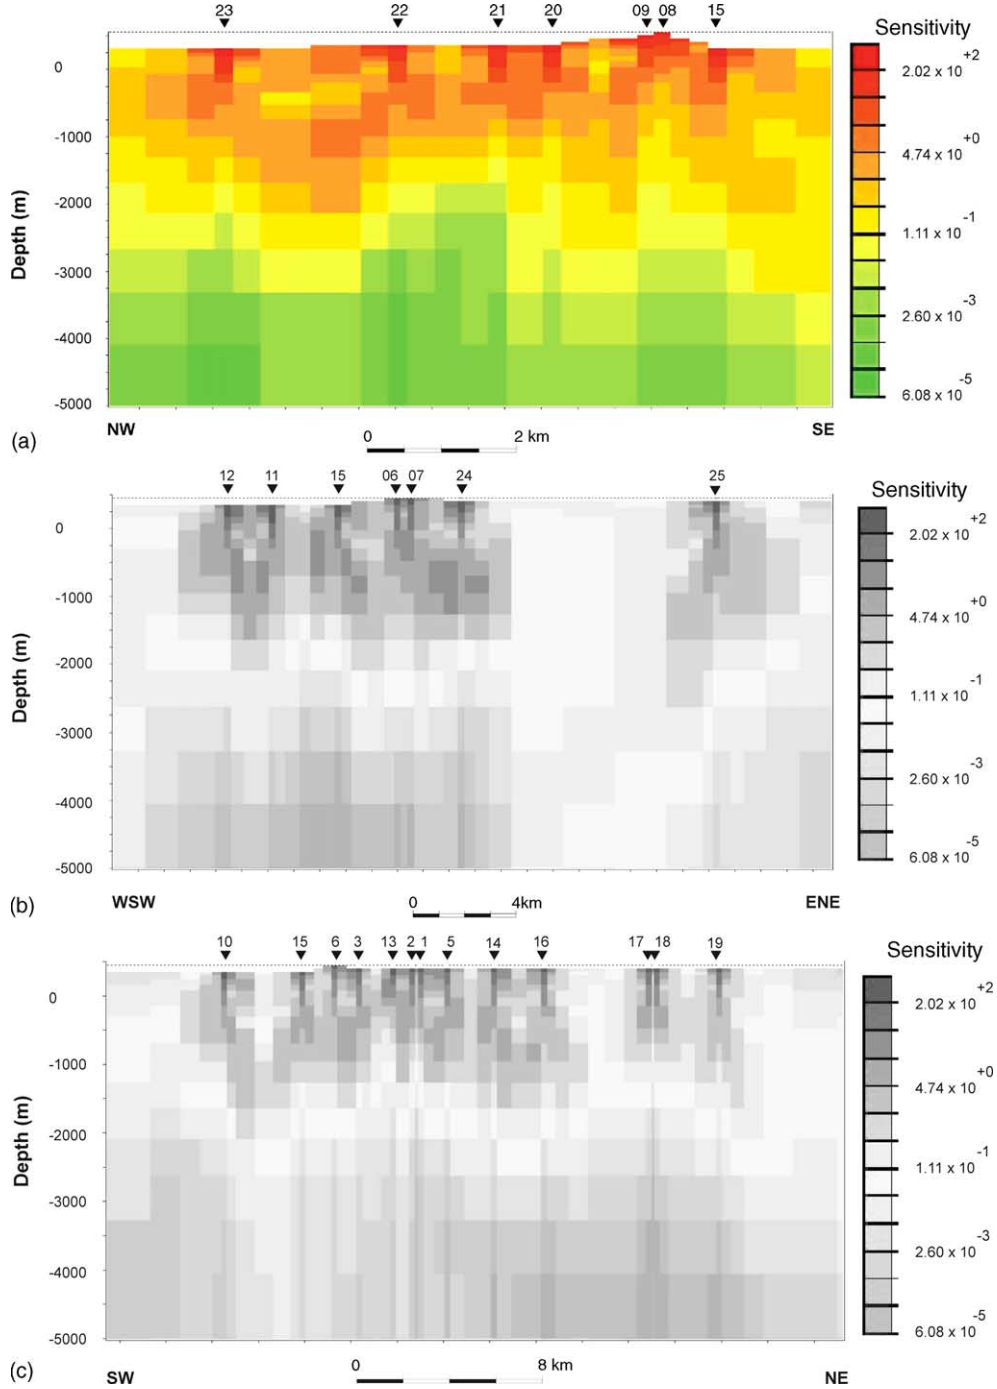 23 22 21 20 09 08 15
Sensitivity
+2
2.02 x 10
+0
4.74 x 10
-1
1.11 x 10
-3
2.60 x 10
-5
6.08 x 10
Depth (m)
0
-1000
-2000
-3000
-4000
-5000
NW SE
(a)
0 2 km
12 11 15 06 07 24 25
Sensitivity
+2
2.02 x 10
+0
4.74 x 10
-1
1.11 x 10
-3
2.60 x 10
-5
6.08 x 10
Depth (m)
0
-1000
-2000
-3000
-4000
-5000
WSW ENE
(b)
0 4km
10 15 6 3 13 2 1 5 14 16 17 18 19
Sensitivity
+2
2.02 x 10
+0
4.74 x 10
-1
1.11 x 10
-3
2.60 x 10
-5
6.08 x 10
Depth (m)
0
-1000
-2000
-3000
-4000
-5000
(c)
0 8 km
SW NE